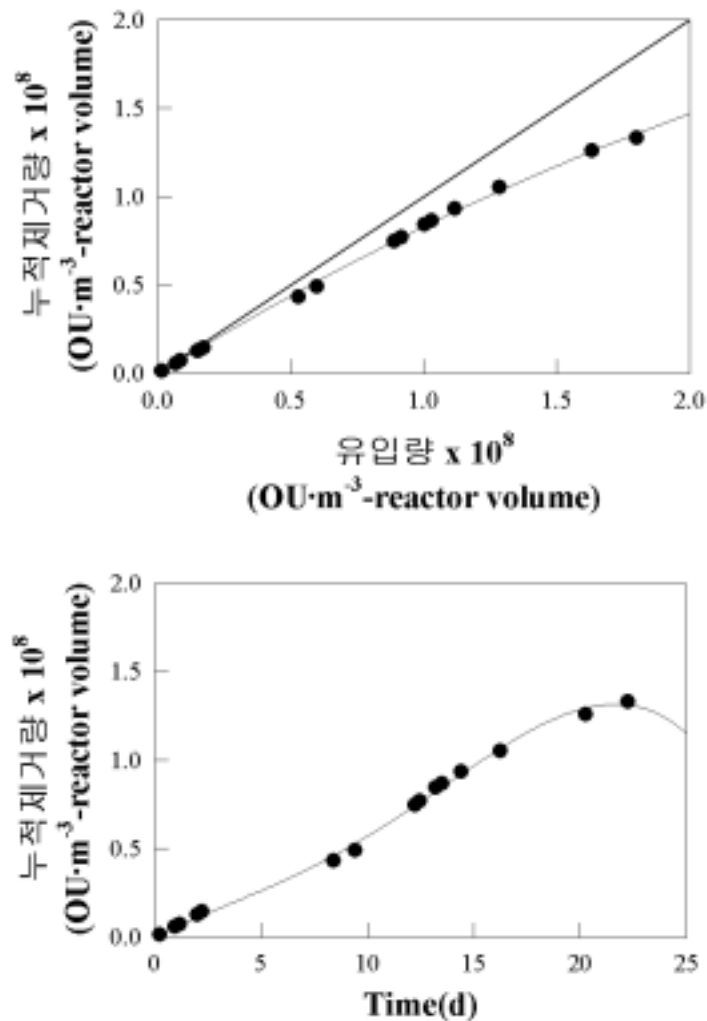 누적제거량 x 10⁸
(OU·m⁻³-reactor volume)
2.0
1.5
1.0
0.5
0.0
0.0 0.5 1.0 1.5 2.0
유입량 x 10⁸
(OU·m⁻³-reactor volume)
누적제거량 x 10⁸
(OU·m⁻³-reactor volume)
2.0
1.5
1.0
0.5
0.0
0 5 10 15 20 25
Time(d)